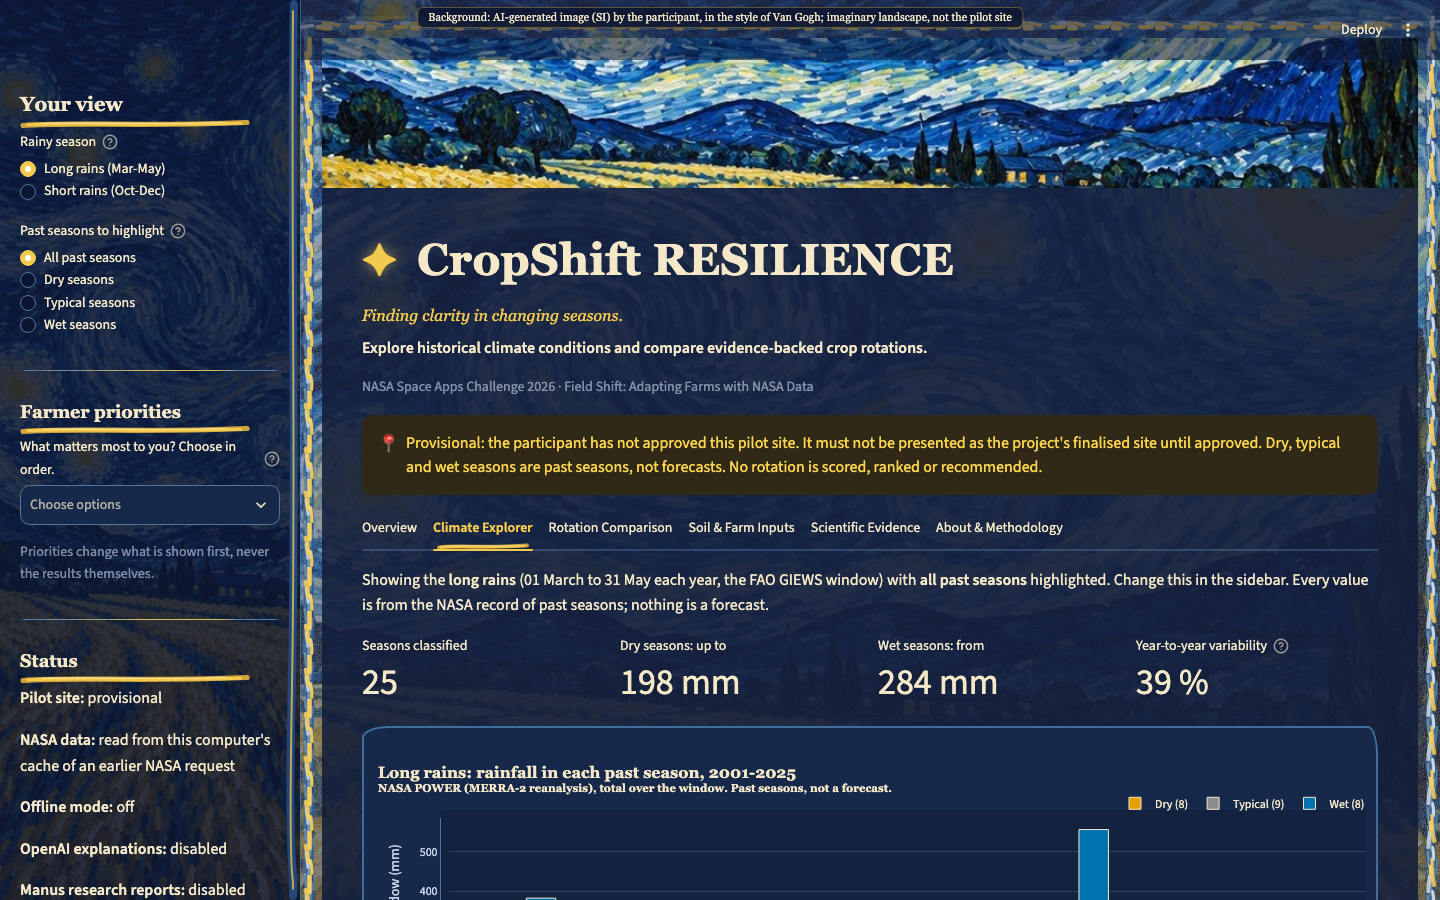 Background: AI-generated image (SI) by the participant, in the style of Van Gogh; imaginary landscape, not the pilot site
Deploy
Your view
Rainy season
Long rains (Mar-May)
Short rains (Oct-Dec)
Past seasons to highlight
All past seasons
Dry seasons
Typical seasons
Wet seasons
Farmer priorities
What matters most to you? Choose in
order.
Choose options
Priorities change what is shown first, never
the results themselves.
Status
Pilot site: provisional
NASA data: read from this computer's
cache of an earlier NASA request
Offline mode: off
OpenAI explanations: disabled
Manus research reports: disabled
CropShift RESILIENCE
Finding clarity in changing seasons.
Explore historical climate conditions and compare evidence-backed crop rotations.
NASA Space Apps Challenge 2026 · Field Shift: Adapting Farms with NASA Data
Provisional: the participant has not approved this pilot site. It must not be presented as the project's finalised site until approved. Dry, typical
and wet seasons are past seasons, not forecasts. No rotation is scored, ranked or recommended.
Overview Climate Explorer Rotation Comparison Soil & Farm Inputs Scientific Evidence About & Methodology
Showing the long rains (01 March to 31 May each year, the FAO GIEWS window) with all past seasons highlighted. Change this in the sidebar. Every value
is from the NASA record of past seasons; nothing is a forecast.
Seasons classified
25
Dry seasons: up to
198 mm
Wet seasons: from
284 mm
Year-to-year variability
39 %
Long rains: rainfall in each past season, 2001-2025
NASA POWER (MERRA-2 reanalysis), total over the window. Past seasons, not a forecast.
Dry (8) Typical (9) Wet (8)
500
400
(mm)